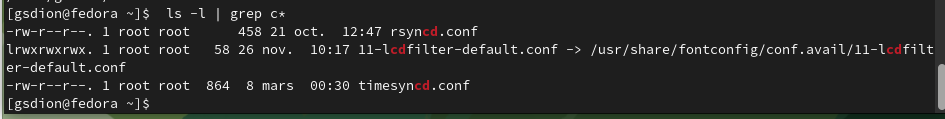 [gsdion@fedora ~]$  ls -l | grep c*
-rw-r--r--. 1 root root     458 21 oct.  12:47 rsyncd.conf
lrwxrwxrwx. 1 root root   58 26 nov.  10:17 11-lcdfilter-default.conf -> /usr/share/fontconfig/conf.avail/11-lcdfilt
er-default.conf
-rw-r--r--. 1 root root  864  8 mars  00:30 timesyncd.conf
[gsdion@fedora ~]$